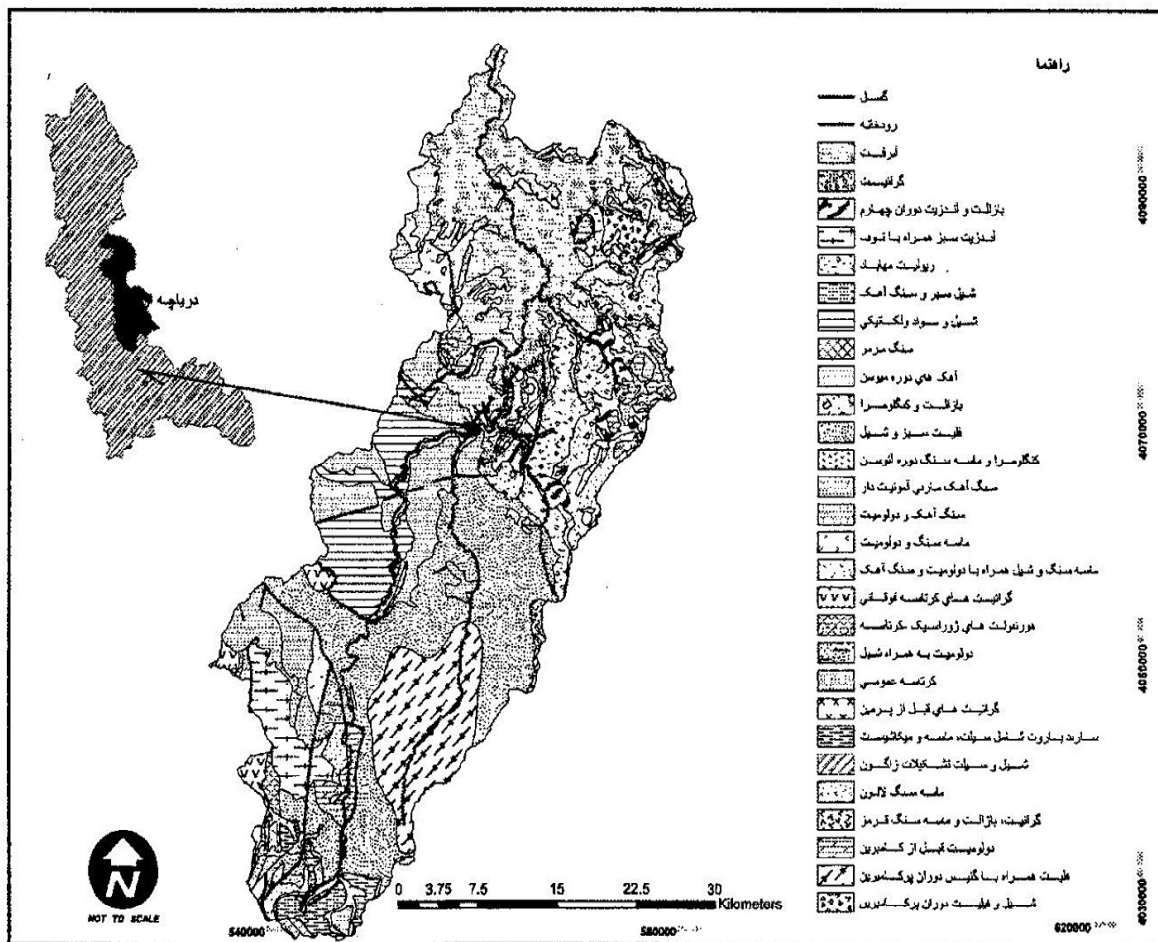 راهنما
گسل
رودخانه
آبرفت
گرانیت
بازالت و آندزیت دوران چهارم
آندزیت سبز همراه با توف
ریولیت مهاباد
شیل سبز و سنگ آهک
شیل و سوبد ولکانیکی
سنگ مرمر
آهک های دوره میوسن
بازالت و کنگلومرا
فلیت سبز و شیل
کنگلومرا و ماسه سنگ دوره ائوسن
سنگ آهک مارنی آمونیت دار
سنگ آهک و دولومیت
ماسه سنگ و دولومیت
ماسه سنگ و شیل همراه با دولومیت و سنگ آهک
گرانیت های کرتاسه فوقانی
هورنفلت های ژوراسیک-کرتاسه
دولومیت به همراه شیل
کرتاسه عمومی
گرانیت های قبل از پرمین
سازند باروت شامل سیلت، ماسه و میکاشیست
شیل و سیلت تشکیلات زاگون
ماسه سنگ لالون
گرانیت، بازالت و ماسه سنگ قرمز
دولومیت قبل از کامبرین
فلیت همراه با گنیس دوران پرکامبرین
شیل و فیلیت دوران پرکامبرین
دریاچه
N
NOT TO SCALE
0 3.75 7.5 15 22.5 30
Kilometers
540000 580000 620000
4090000
4070000
4050000
4030000